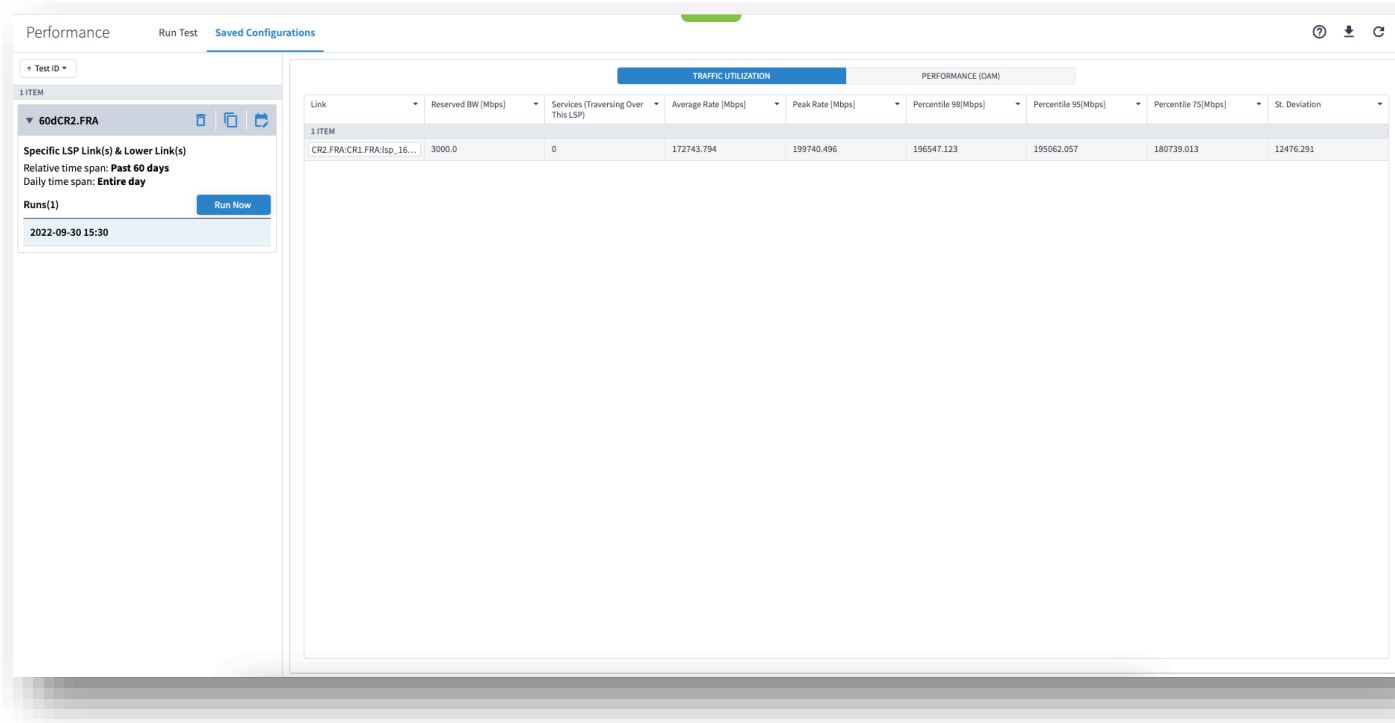 Performance
Run Test
Saved Configurations
Test ID
1 ITEM
60dCR2.FRA
Specific LSP Link(s) & Lower Link(s)
Relative time span: Past 60 days
Daily time span: Entire day
Runs(1)
Run Now
2022-09-30 15:30
TRAFFIC UTILIZATION
PERFORMANCE (OAM)
Link
Reserved BW [Mbps]
Services (Traversing Over
This LSP)
Average Rate [Mbps]
Peak Rate [Mbps]
Percentile 98[Mbps]
Percentile 95[Mbps]
Percentile 75[Mbps]
St. Deviation
1 ITEM
CR2.FRA:CR1.FRA:lsp_16...
3000.0
0
172743.794
199740.496
196547.123
195062.057
180739.013
12476.291